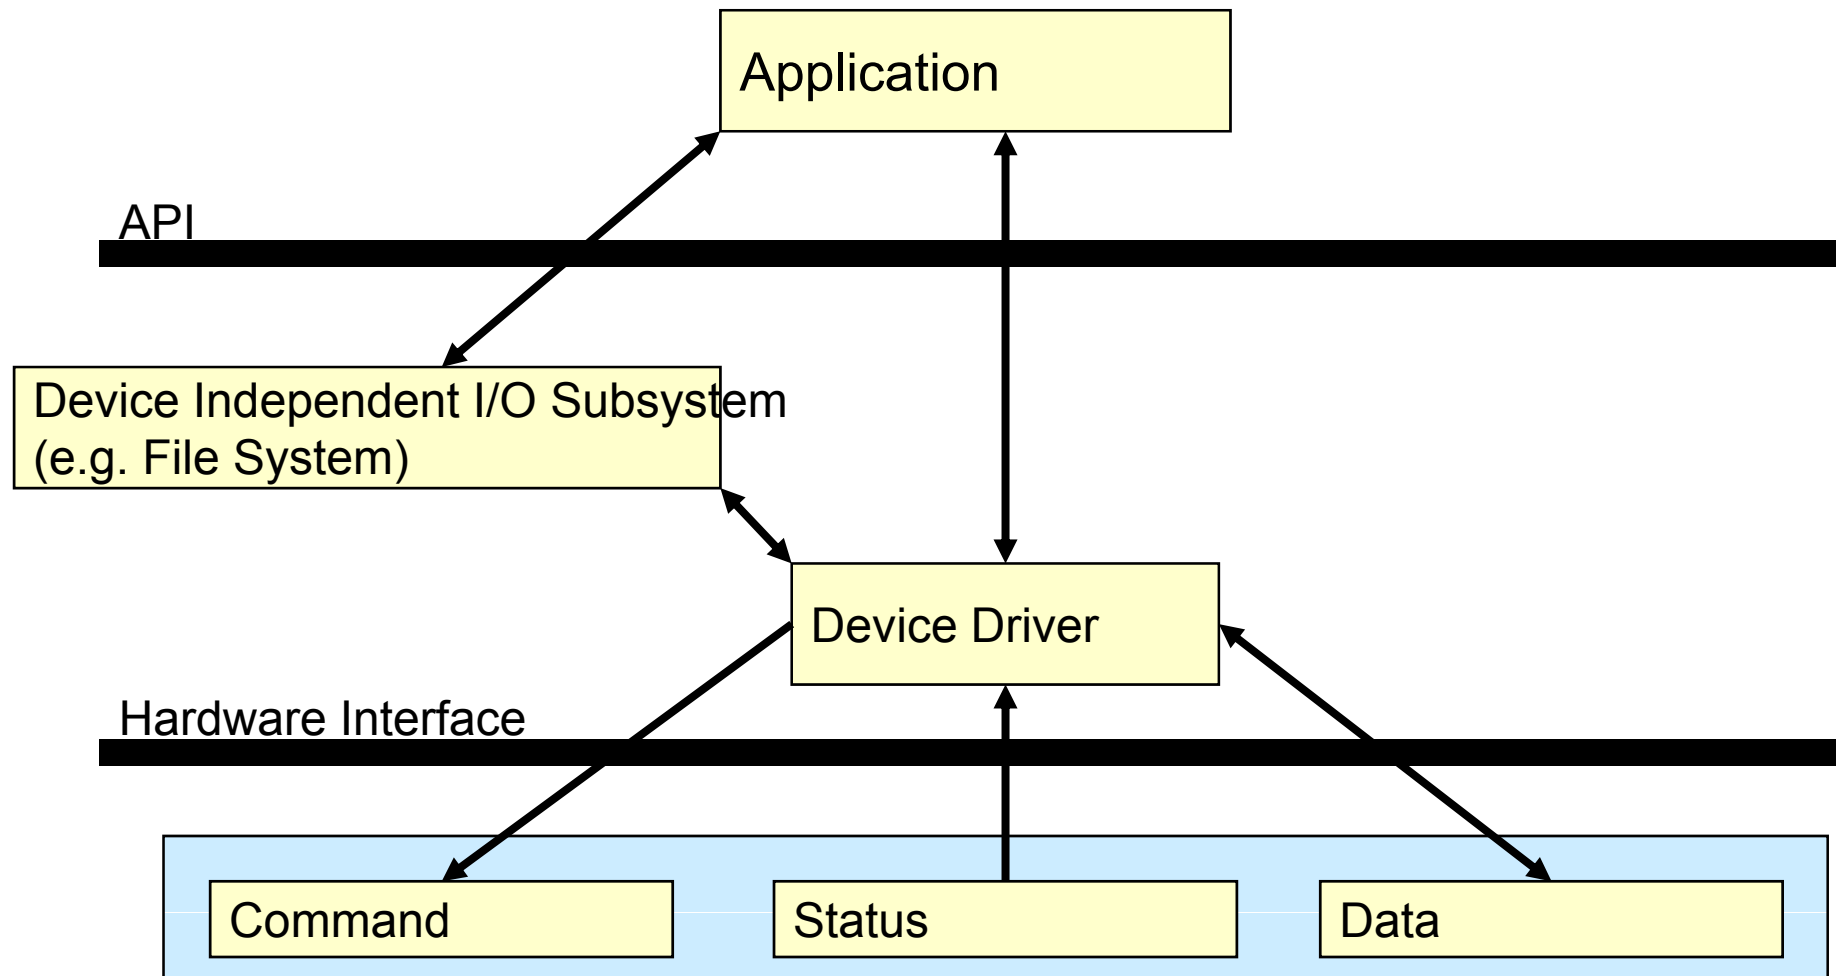 Application
API
Device Independent I/O Subsystem
(e.g. File System)
Device Driver
Hardware Interface
Command
Status
Data